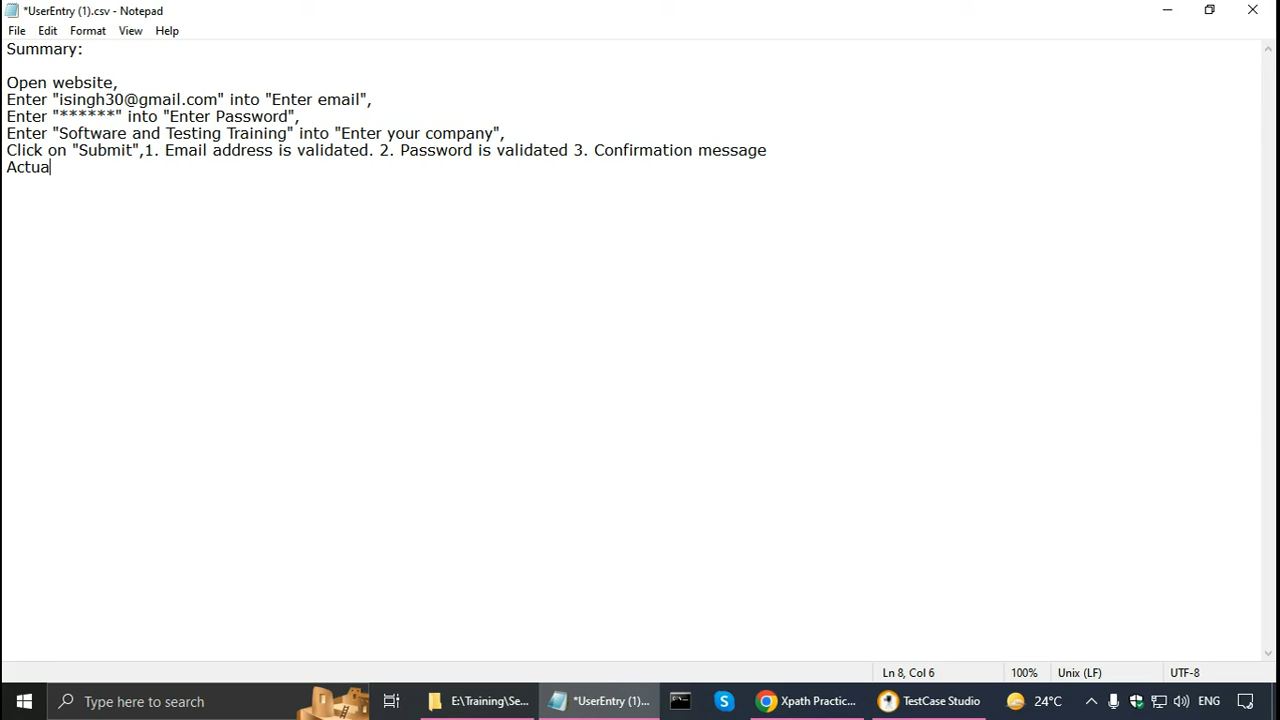 *UserEntry (1).csv - Notepad
File Edit Format View Help
Summary:
Open website,
Enter "isingh30@gmail.com" into "Enter email",
Enter "******" into "Enter Password",
Enter "Software and Testing Training" into "Enter your company",
Click on "Submit",1. Email address is validated. 2. Password is validated 3. Confirmation message
Actua
Ln 8, Col 6 100% Unix (LF) UTF-8
Type here to search E:\Training\Se... *UserEntry (1)... Xpath Practic... TestCase Studio 24°C ENG